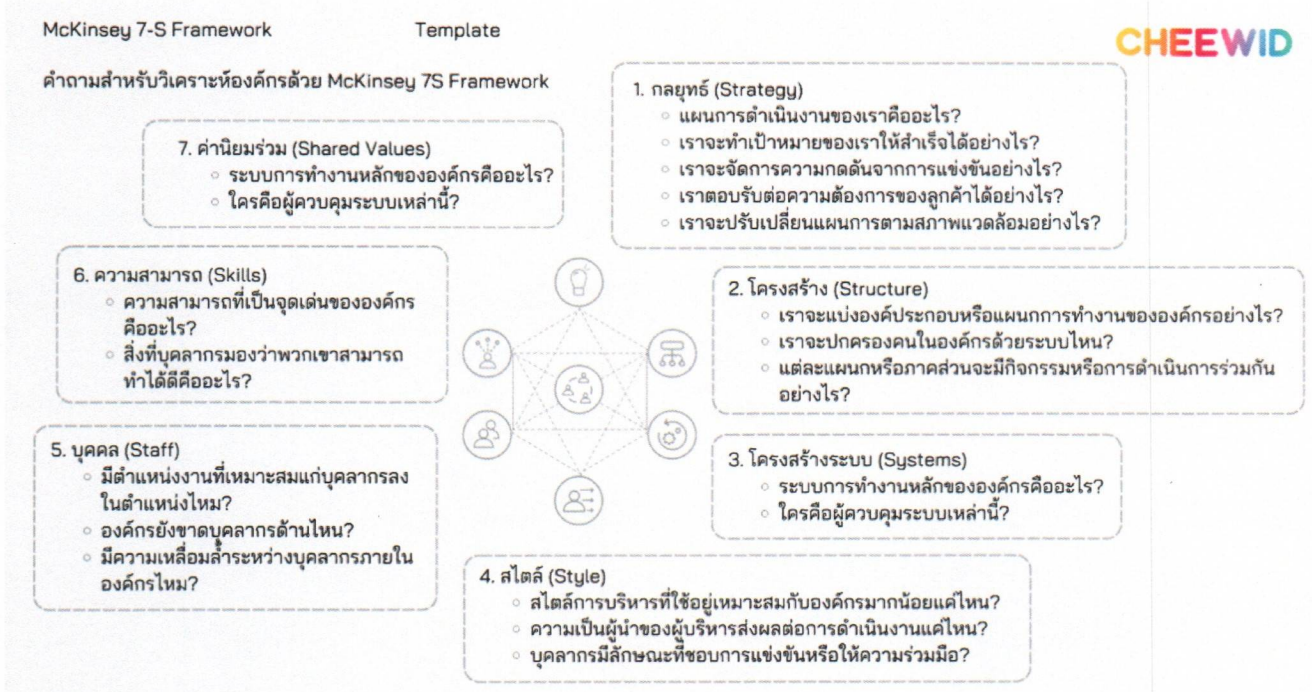 McKinsey 7-S Framework Template
CHEEWID
คำถามสำหรับวิเคราะห์องค์กรด้วย McKinsey 7S Framework
1. กลยุทธ์ (Strategy)
แผนการดำเนินงานของเราคืออะไร?
เราจะทำเป้าหมายของเราให้สำเร็จได้อย่างไร?
เราจะจัดการความกดดันจากการแข่งขันอย่างไร?
เราตอบรับต่อความต้องการของลูกค้าได้อย่างไร?
เราจะปรับเปลี่ยนแผนการตามสภาพแวดล้อมอย่างไร?
2. โครงสร้าง (Structure)
เราจะแบ่งองค์ประกอบหรือแผนกการทำงานขององค์กรอย่างไร?
เราจะปกครองคนในองค์กรด้วยระบบไหน?
แต่ละแผนกหรือภาคส่วนจะมีกิจกรรมหรือการดำเนินการร่วมกัน
อย่างไร?
3. โครงสร้างระบบ (Systems)
ระบบการทำงานหลักขององค์กรคืออะไร?
ใครคือผู้ควบคุมระบบเหล่านี้?
4. สไตล์ (Style)
สไตล์การบริหารที่ใช้อยู่เหมาะสมกับองค์กรมากน้อยแค่ไหน?
ความเป็นผู้นำของผู้บริหารส่งผลต่อการดำเนินงานแค่ไหน?
บุคลากรมีลักษณะที่ชอบการแข่งขันหรือให้ความร่วมมือ?
5. บุคคล (Staff)
มีตำแหน่งงานที่เหมาะสมแก่บุคลากรลง
ในตำแหน่งไหม?
องค์กรยังขาดบุคลากรด้านไหน?
มีความเหลื่อมล้ำระหว่างบุคลากรภายใน
องค์กรไหม?
6. ความสามารถ (Skills)
ความสามารถที่เป็นจุดเด่นขององค์กร
คืออะไร?
สิ่งที่บุคลากรมองว่าพวกเขาสามารถ
ทำได้ดีคืออะไร?
7. ค่านิยมร่วม (Shared Values)
ระบบการทำงานหลักขององค์กรคืออะไร?
ใครคือผู้ควบคุมระบบเหล่านี้?